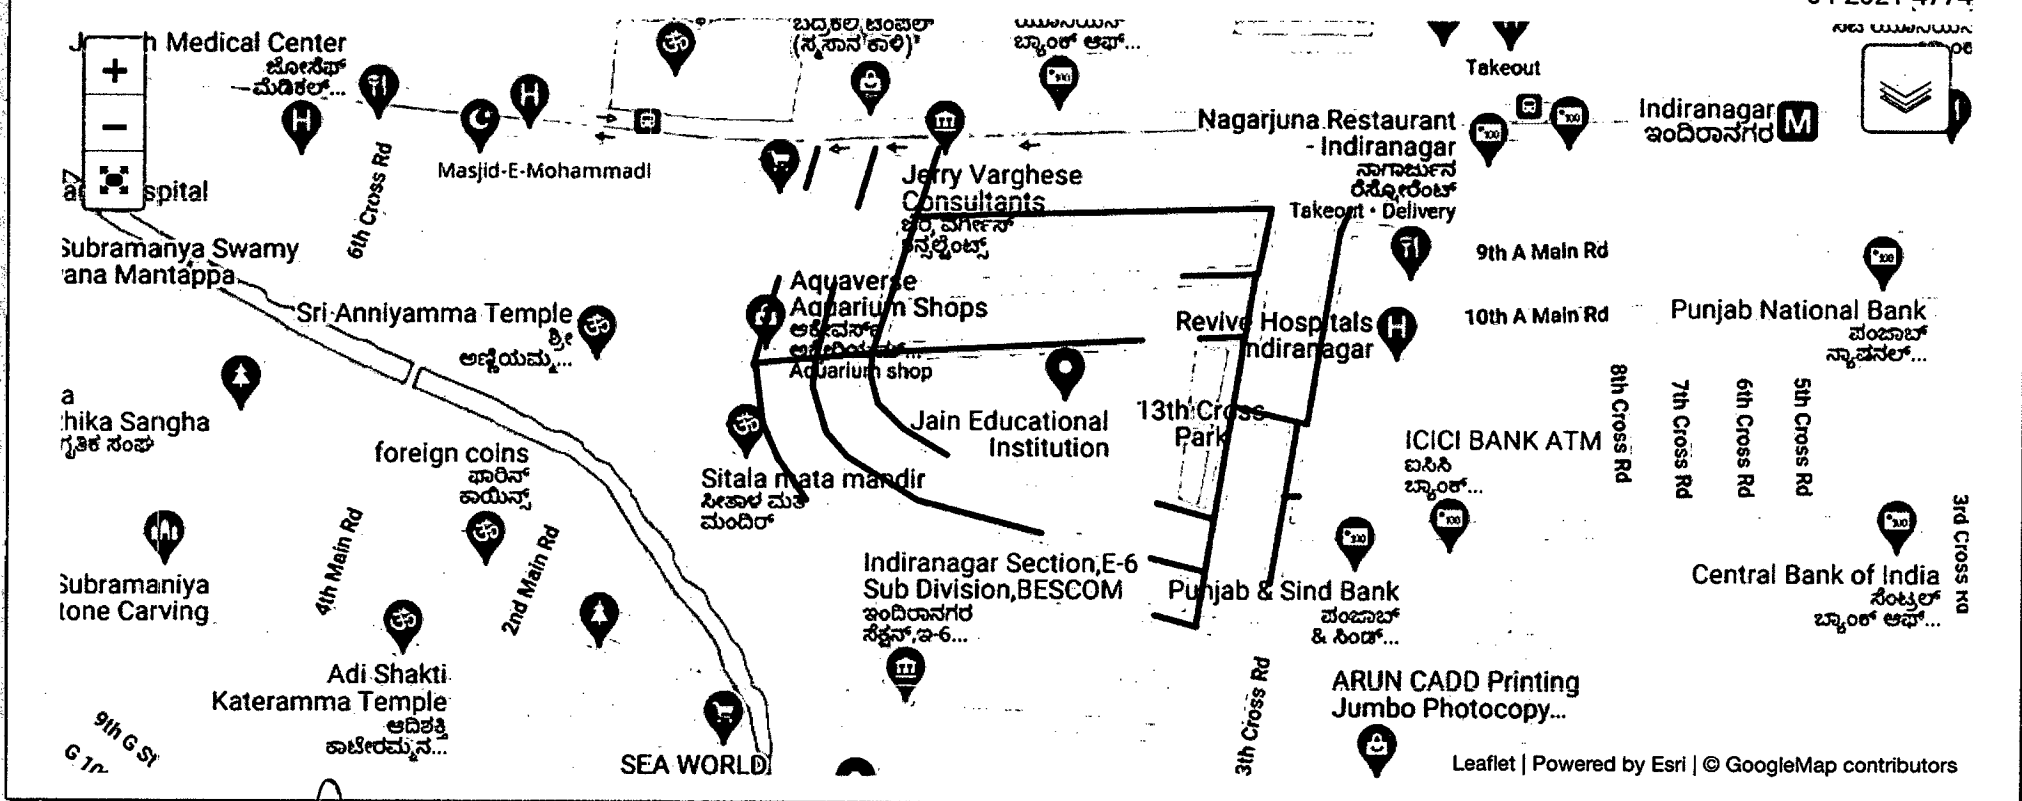 Medical Center
ಜೋಸೆಫ್
ಮೆಡಿಕಲ್...
(ಸ್ಮಸಾನ ಕಾಳಿ)
ಬ್ಯಾಂಕ್ ಆಫ್...
Takeout
Indiranagar
ಇಂದಿರಾನಗರ
M
Nagarjuna Restaurant
- Indiranagar
ನಾಗಾರ್ಜುನ
ರೆಸ್ಟೋರೆಂಟ್
Takeout • Delivery
+
−
H
H
6th Cross Rd
Masjid-E-Mohammadi
Jerry Varghese
Consultants
spital
Subramanya Swamy
ana Mantappa
9th A Main Rd
10th A Main Rd
Punjab National Bank
ಪಂಜಾಬ್
ನ್ಯಾಷನಲ್...
Sri Anniyamma Temple
ಶ್ರೀ
ಅಣ್ಣಿಯಮ್ಮ...
Aquaverse
Aquarium Shops
Aquarium shop
Revive Hospitals
Indiranagar
H
8th Cross Rd
7th Cross Rd
6th Cross Rd
5th Cross Rd
3rd Cross Rd
a
hika Sangha
ಗೃತಿಕ ಸಂಘ
Jain Educational
Institution
13th Cross
Park
ICICI BANK ATM
ಐಸಿಸಿ
ಬ್ಯಾಂಕ್...
foreign coins
ಫಾರಿನ್
ಕಾಯಿನ್ಸ್
Sitala mata mandir
ಸೀತಾಳ ಮತ
ಮಂದಿರ್
4th Main Rd
2nd Main Rd
Indiranagar Section,E-6
Sub Division,BESCOM
ಇಂದಿರಾನಗರ
ಸೆಕ್ಷನ್,ಇ-6...
Punjab & Sind Bank
ಪಂಜಾಬ್
& ಸಿಂಡ್...
Central Bank of India
ಸೆಂಟ್ರಲ್
ಬ್ಯಾಂಕ್ ಆಫ್...
Subramaniya
tone Carving
Adi Shakti
Kateramma Temple
ಆದಿಶಕ್ತಿ
ಕಾಟೇರಮ್ಮನ...
3th Cross Rd
ARUN CADD Printing
Jumbo Photocopy...
9th G St
SEA WORLD
Leaflet | Powered by Esri | © GoogleMap contributors